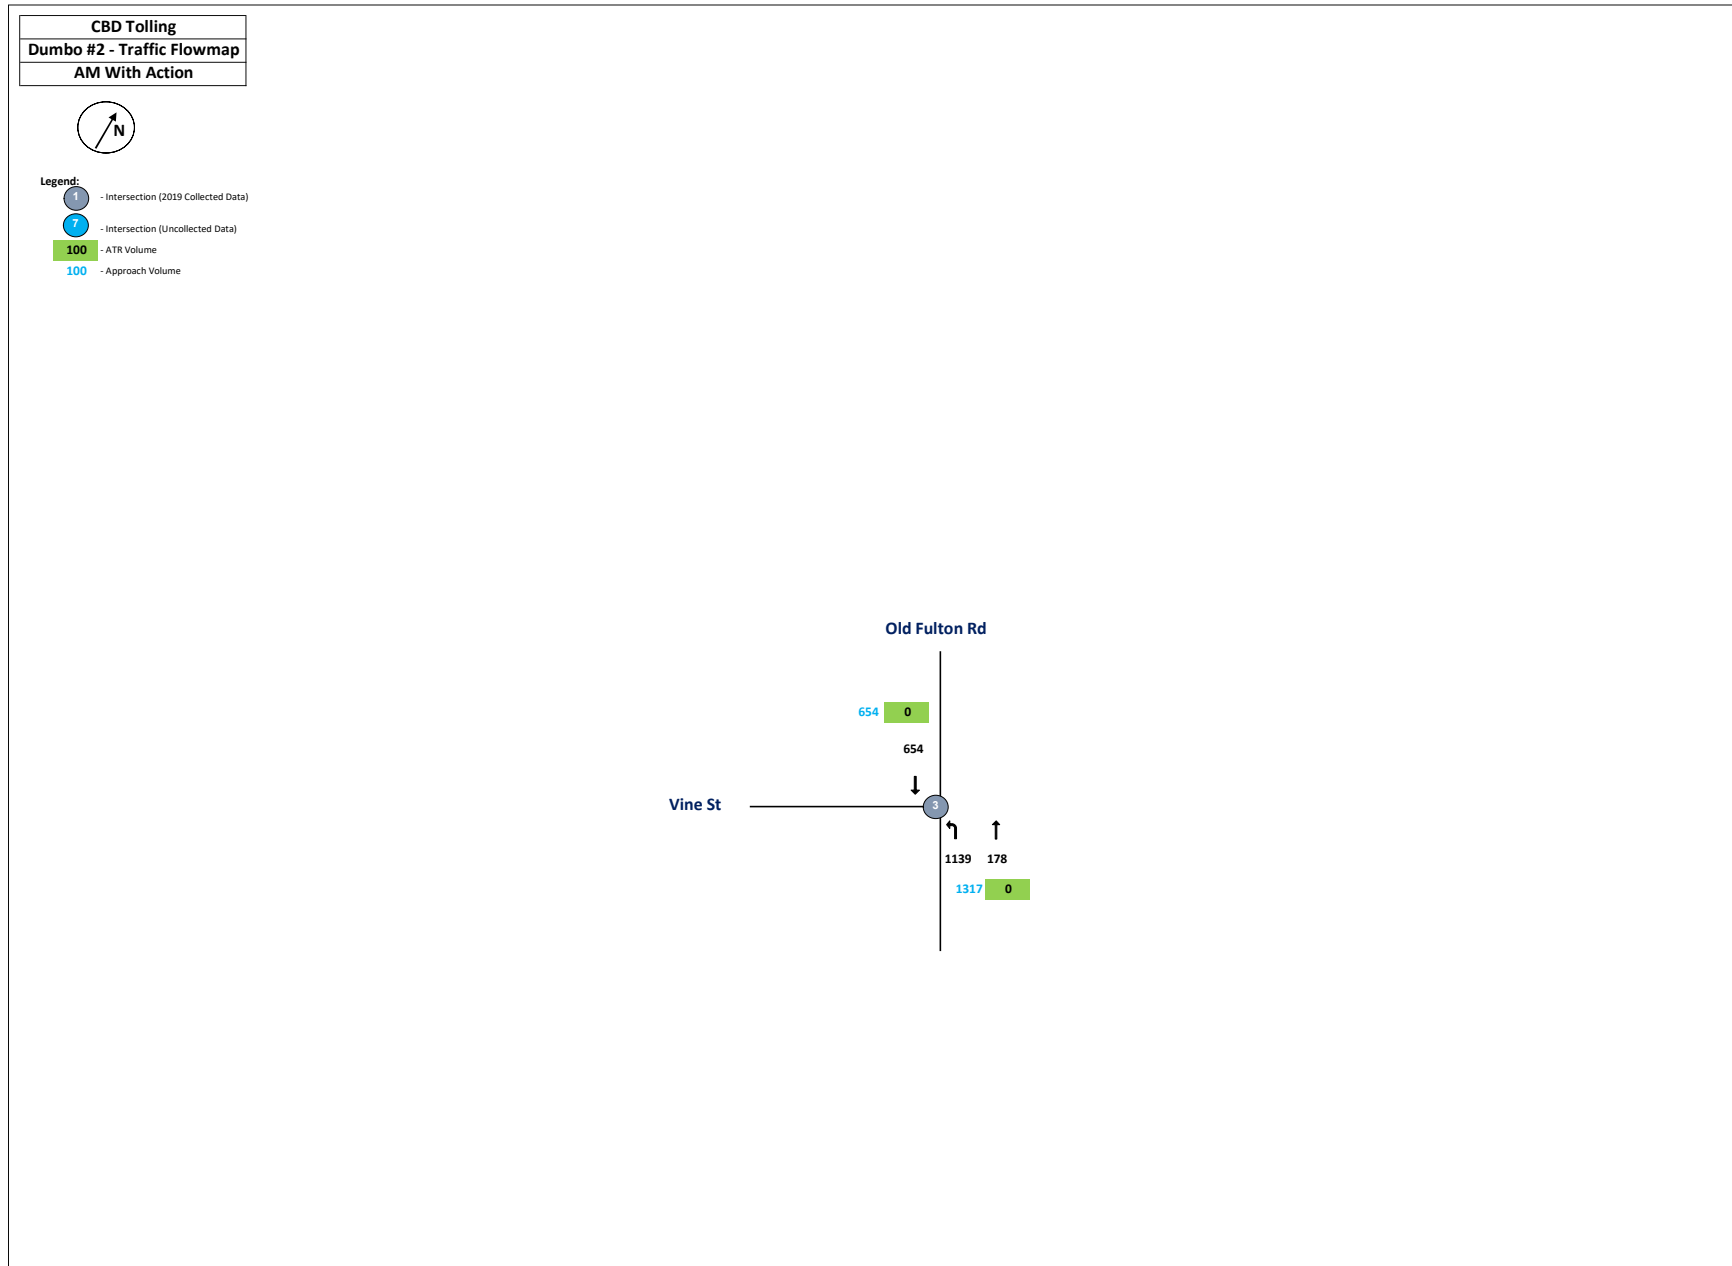 CBD Tolling
Dumbo #2 - Traffic Flowmap
AM With Action
N
Legend:
1 - Intersection (2019 Collected Data)
7 - Intersection (Uncollected Data)
100 - ATR Volume
100 - Approach Volume
Old Fulton Rd
654 0
654
Vine St
3
1139 178
1317 0